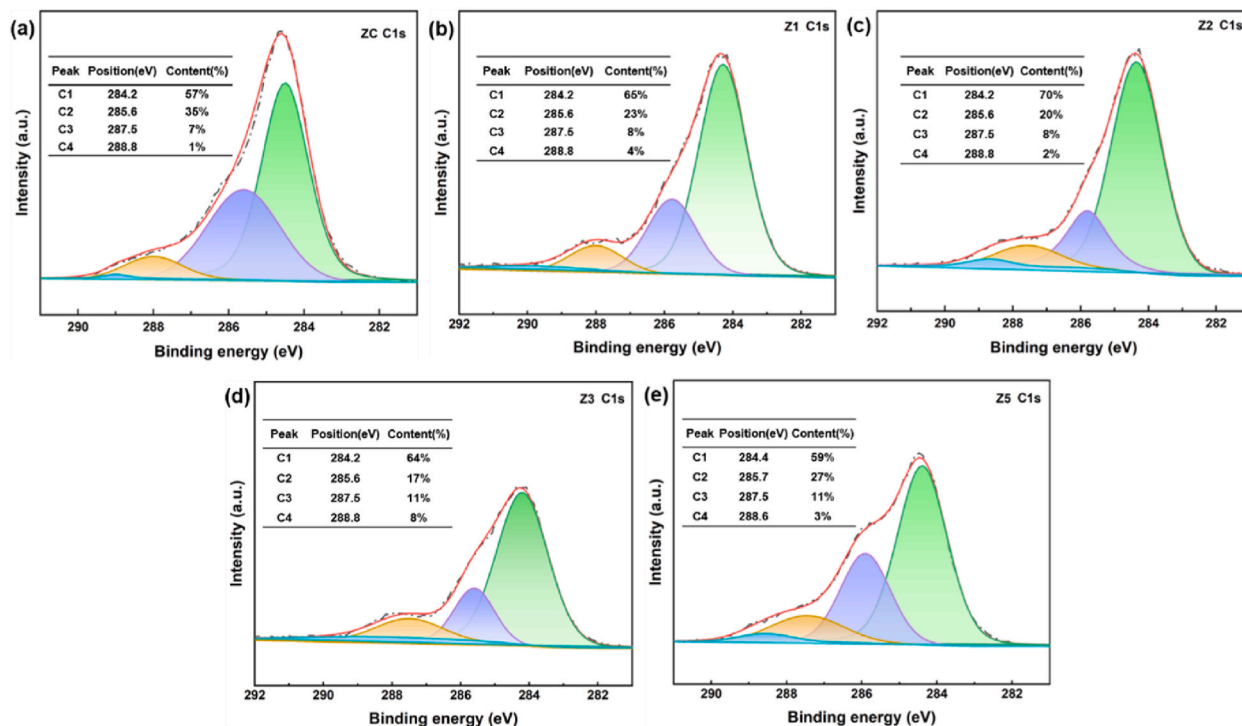 (a)
ZC C1s
Peak Position(eV) Content(%)
C1 284.2 57%
C2 285.6 35%
C3 287.5 7%
C4 288.8 1%
Intensity (a.u.)
290 288 286 284 282
Binding energy (eV)
(b)
Z1 C1s
Peak Position(eV) Content(%)
C1 284.2 65%
C2 285.6 23%
C3 287.5 8%
C4 288.8 4%
Intensity (a.u.)
292 290 288 286 284 282
Binding energy (eV)
(c)
Z2 C1s
Peak Position(eV) Content(%)
C1 284.2 70%
C2 285.6 20%
C3 287.5 8%
C4 288.8 2%
Intensity (a.u.)
292 290 288 286 284 282
Binding energy (eV)
(d)
Z3 C1s
Peak Position(eV) Content(%)
C1 284.2 64%
C2 285.6 17%
C3 287.5 11%
C4 288.8 8%
Intensity (a.u.)
292 290 288 286 284 282
Binding energy (eV)
(e)
Z5 C1s
Peak Position(eV) Content(%)
C1 284.4 59%
C2 285.7 27%
C3 287.5 11%
C4 288.6 3%
Intensity (a.u.)
290 288 286 284 282
Binding energy (eV)